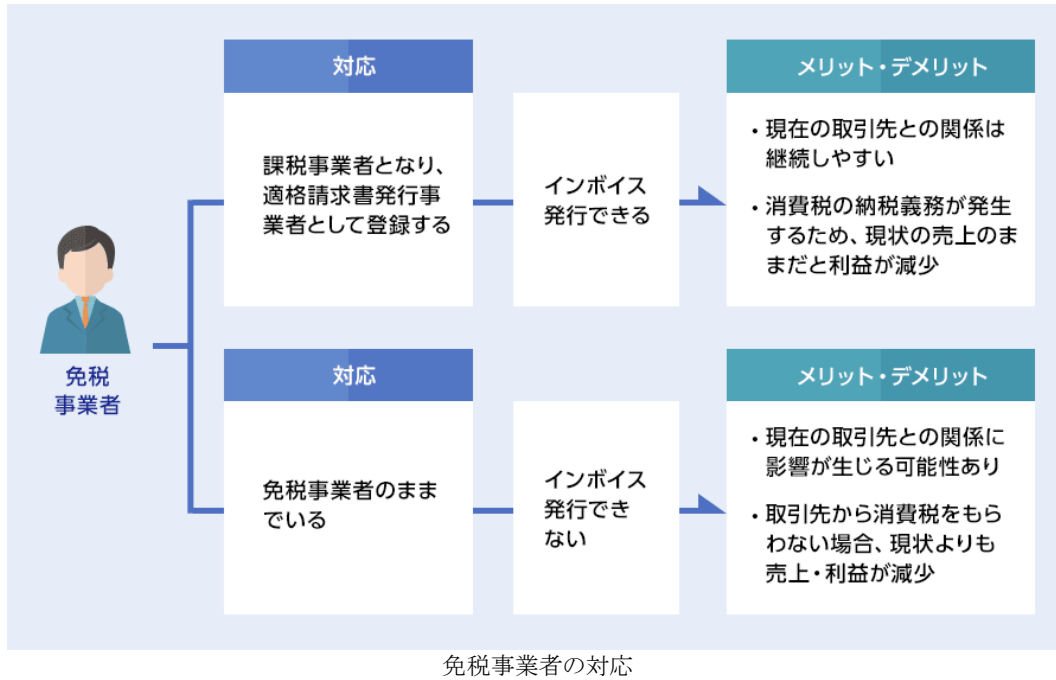 対応
課税事業者となり、
適格請求書発行事
業者として登録する
インボイス
発行できる
メリット・デメリット
・現在の取引先との関係は
継続しやすい
・消費税の納税義務が発生
するため、現状の売上のま
まだと利益が減少
免税
事業者
対応
免税事業者のまま
でいる
インボイス
発行でき
ない
メリット・デメリット
・現在の取引先との関係に
影響が生じる可能性あり
・取引先から消費税をもら
わない場合、現状よりも
売上・利益が減少
免税事業者の対応